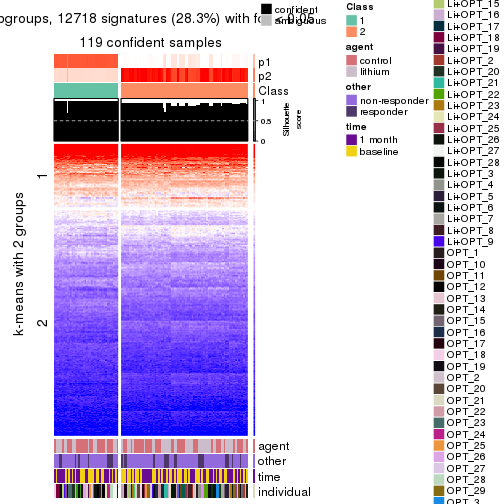 ogroups, 12718 signatures (28.3%) with
119 confident samples
confident
ambiguous
p1
p2
Class
1
0.5
0
Silhouette
score
k-means with 2 groups
1
2
agent
other
time
individual
Class
1
2
agent
control
lithium
other
non-responder
responder
time
1 month
baseline
Li+OPT_15
Li+OPT_16
Li+OPT_17
Li+OPT_18
Li+OPT_19
Li+OPT_2
Li+OPT_20
Li+OPT_21
Li+OPT_22
Li+OPT_23
Li+OPT_24
Li+OPT_25
Li+OPT_26
Li+OPT_27
Li+OPT_28
Li+OPT_3
Li+OPT_4
Li+OPT_5
Li+OPT_6
Li+OPT_7
Li+OPT_8
Li+OPT_9
OPT_1
OPT_10
OPT_11
OPT_12
OPT_13
OPT_14
OPT_15
OPT_16
OPT_17
OPT_18
OPT_19
OPT_2
OPT_20
OPT_21
OPT_22
OPT_23
OPT_24
OPT_25
OPT_26
OPT_27
OPT_28
OPT_29